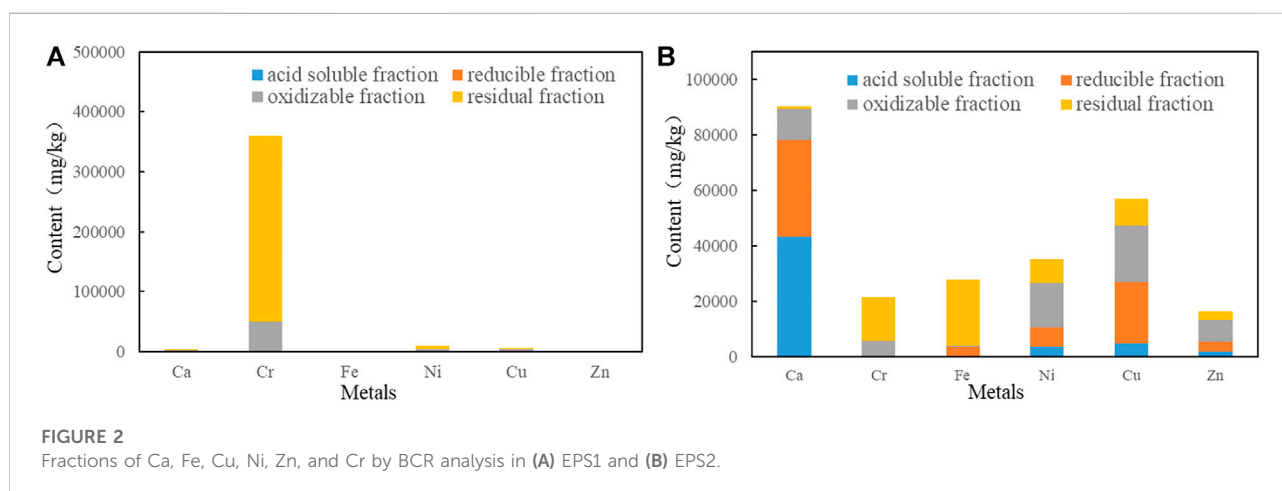 A
500000
400000
300000
200000
100000
0
Content（mg/kg）
acid soluble fraction reducible fraction
oxidizable fraction residual fraction
Ca Cr Fe Ni Cu Zn
Metals
B
100000
80000
60000
40000
20000
0
Content（mg/kg）
acid soluble fraction reducible fraction
oxidizable fraction residual fraction
Ca Cr Fe Ni Cu Zn
Metals
FIGURE 2
Fractions of Ca, Fe, Cu, Ni, Zn, and Cr by BCR analysis in (A) EPS1 and (B) EPS2.